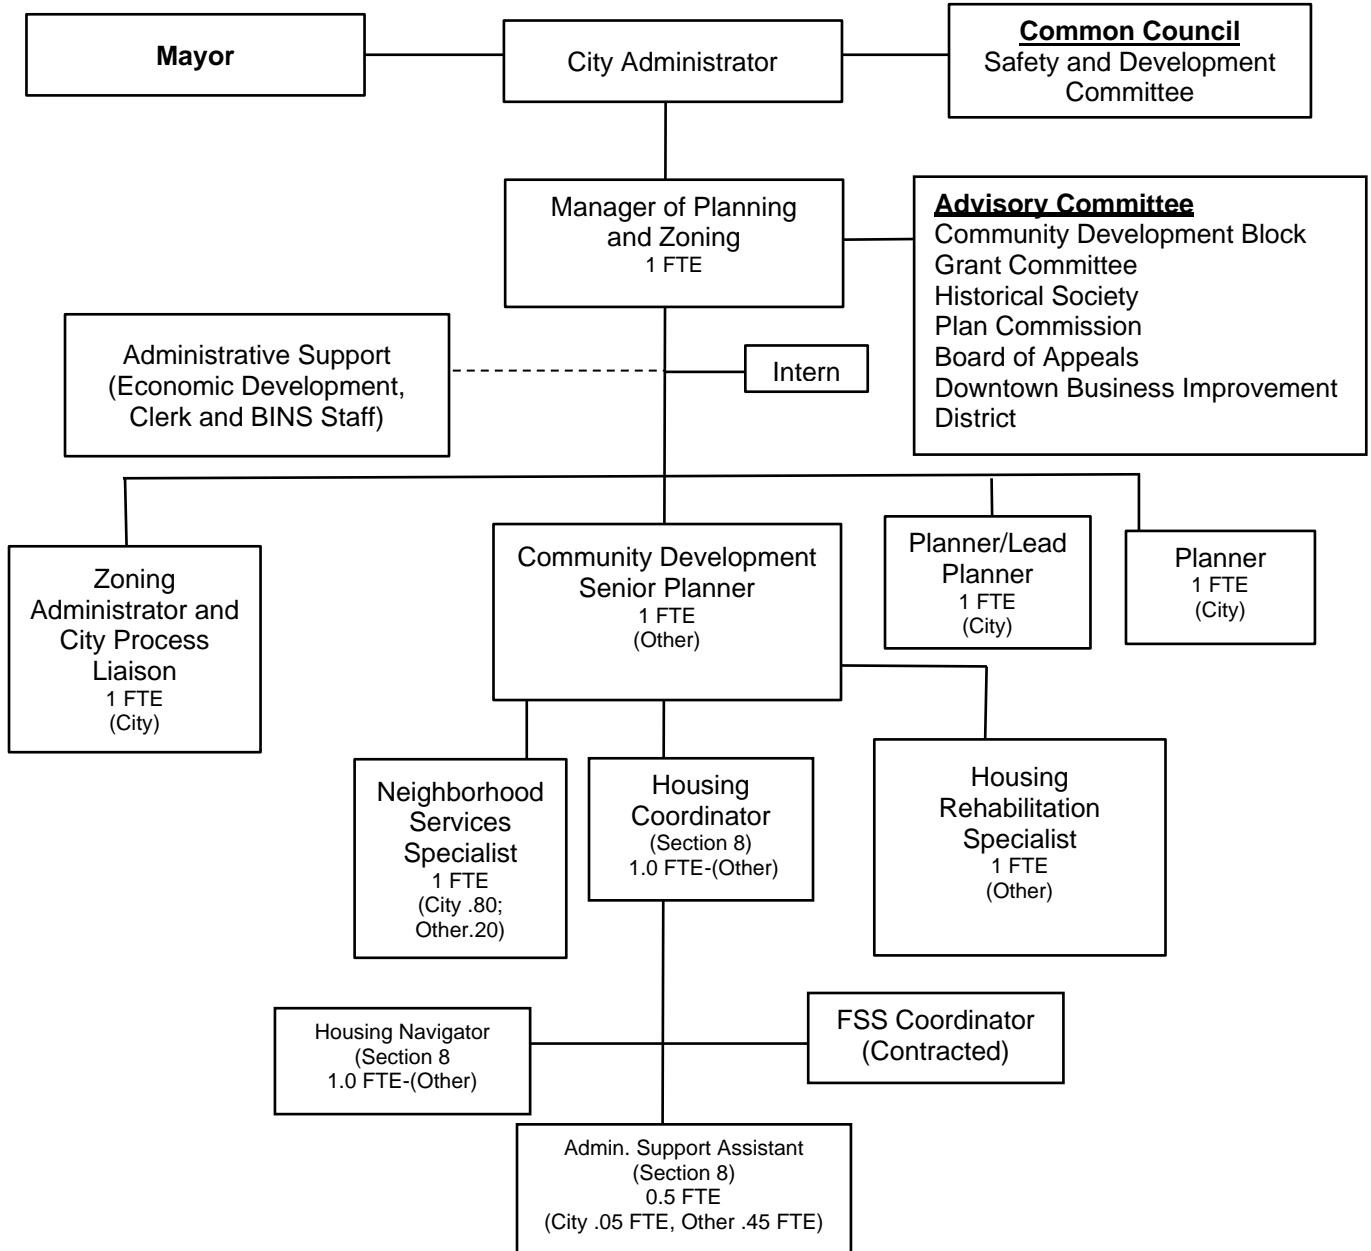 Mayor
City Administrator
Common Council
Safety and Development
Committee
Manager of Planning
and Zoning
1 FTE
Advisory Committee
Community Development Block
Grant Committee
Historical Society
Plan Commission
Board of Appeals
Downtown Business Improvement
District
Administrative Support
(Economic Development,
Clerk and BINS Staff)
Intern
Zoning
Administrator and
City Process
Liaison
1 FTE
(City)
Community Development
Senior Planner
1 FTE
(Other)
Planner/Lead
Planner
1 FTE
(City)
Planner
1 FTE
(City)
Neighborhood
Services
Specialist
1 FTE
(City .80;
Other.20)
Housing
Coordinator
(Section 8)
1.0 FTE-(Other)
Housing
Rehabilitation
Specialist
1 FTE
(Other)
Housing Navigator
(Section 8
1.0 FTE-(Other)
FSS Coordinator
(Contracted)
Admin. Support Assistant
(Section 8)
0.5 FTE
(City .05 FTE, Other .45 FTE)